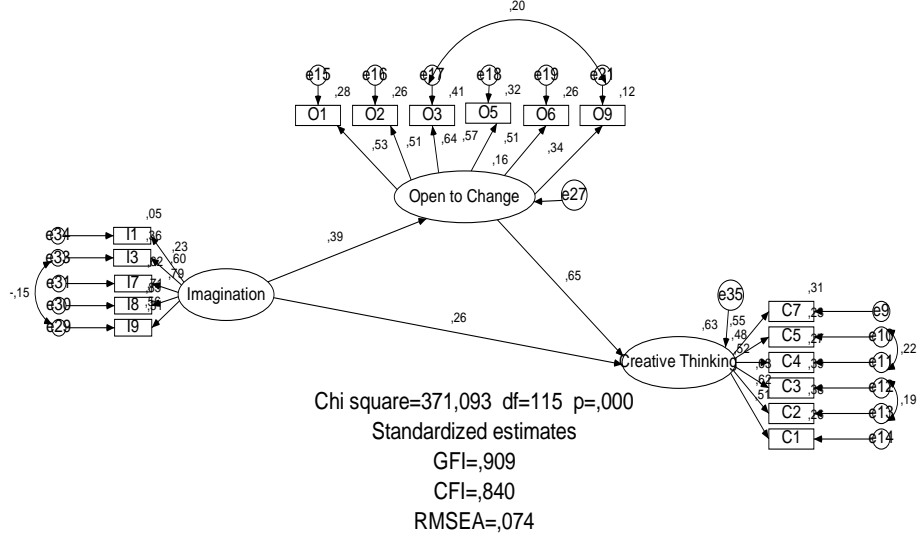 ,20
e15 e16 e17 e18 e19 e21
,28 ,26 ,41 ,32 ,26 ,12
O1 O2 O3 O5 O6 O9
,53 ,51 ,64 ,57 ,51 ,34
,16
Open to Change
e27
,39
,65
,05
e34 I1
,23
e33 I3
,60
e31 I7
,79
e30 I8
e29 I9
-,15
Imagination
,26
e35
,63
Creative Thinking
,31
,55 C7 e9
,48 C5 e10
,52 C4 e11
,22
C3 e12
,62 C2 e13
,19
,51 C1 e14
Chi square=371,093 df=115 p=,000
Standardized estimates
GFI=,909
CFI=,840
RMSEA=,074